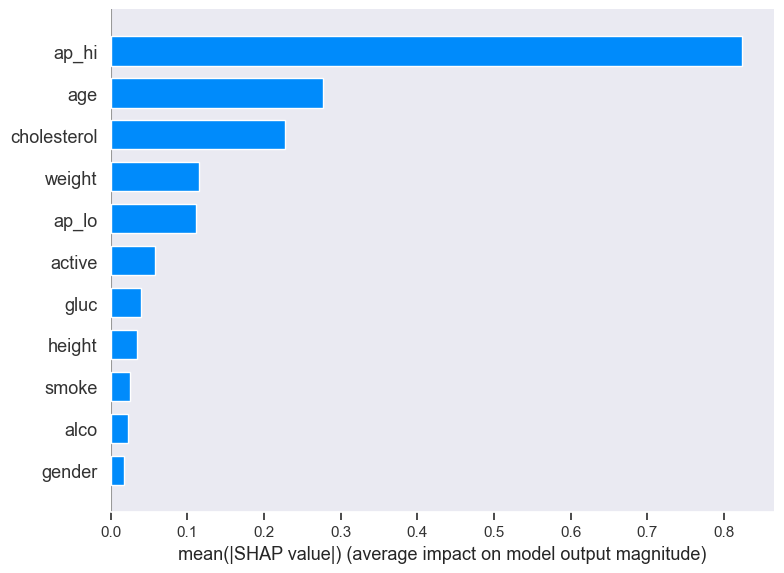 ap_hi
age
cholesterol
weight
ap_lo
active
gluc
height
smoke
alco
gender
0.0 0.1 0.2 0.3 0.4 0.5 0.6 0.7 0.8
mean(|SHAP value|) (average impact on model output magnitude)